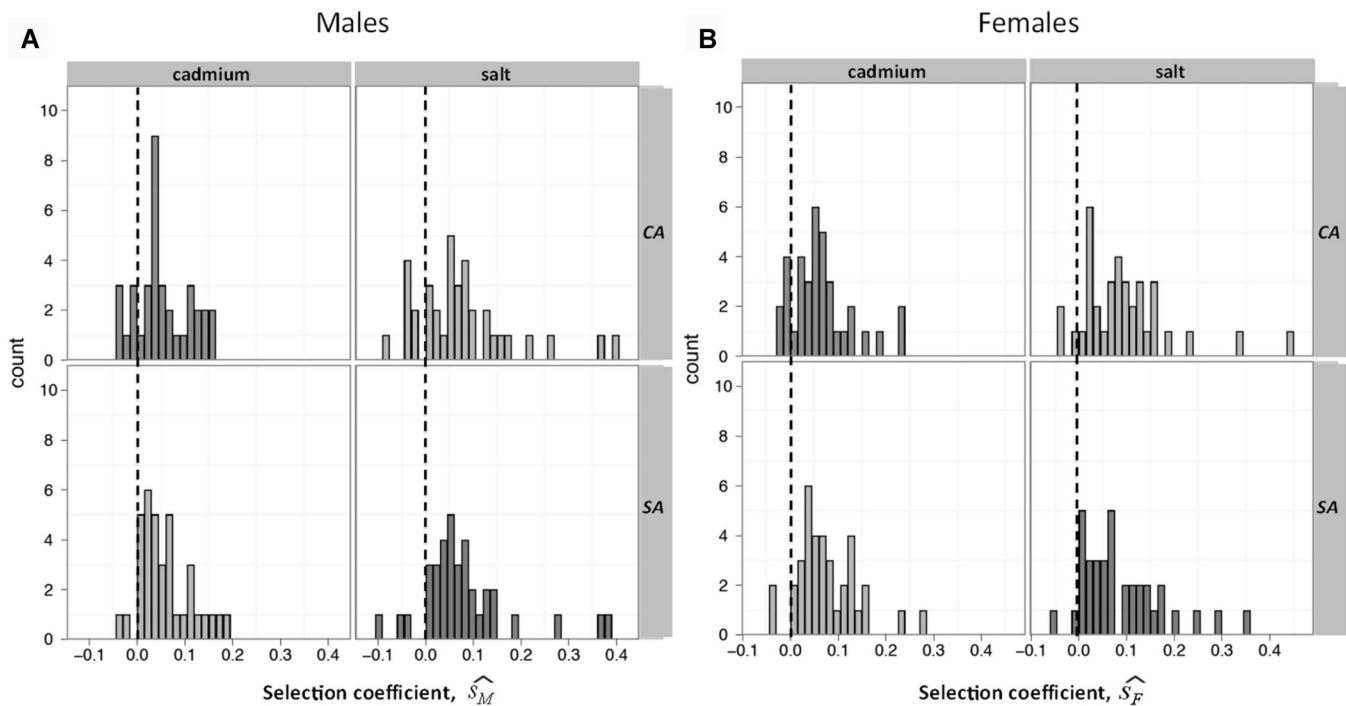 Males
A
cadmium salt
10
8
6
4
2
0
CA
count
10
8
6
4
2
0
SA
−0.1 0.0 0.1 0.2 0.3 0.4 −0.1 0.0 0.1 0.2 0.3 0.4
Selection coefficient, $\widehat{s_M}$
Females
B
cadmium salt
10
8
6
4
2
0
CA
count
10
8
6
4
2
0
SA
−0.1 0.0 0.1 0.2 0.3 0.4 −0.1 0.0 0.1 0.2 0.3 0.4
Selection coefficient, $\widehat{s_F}$